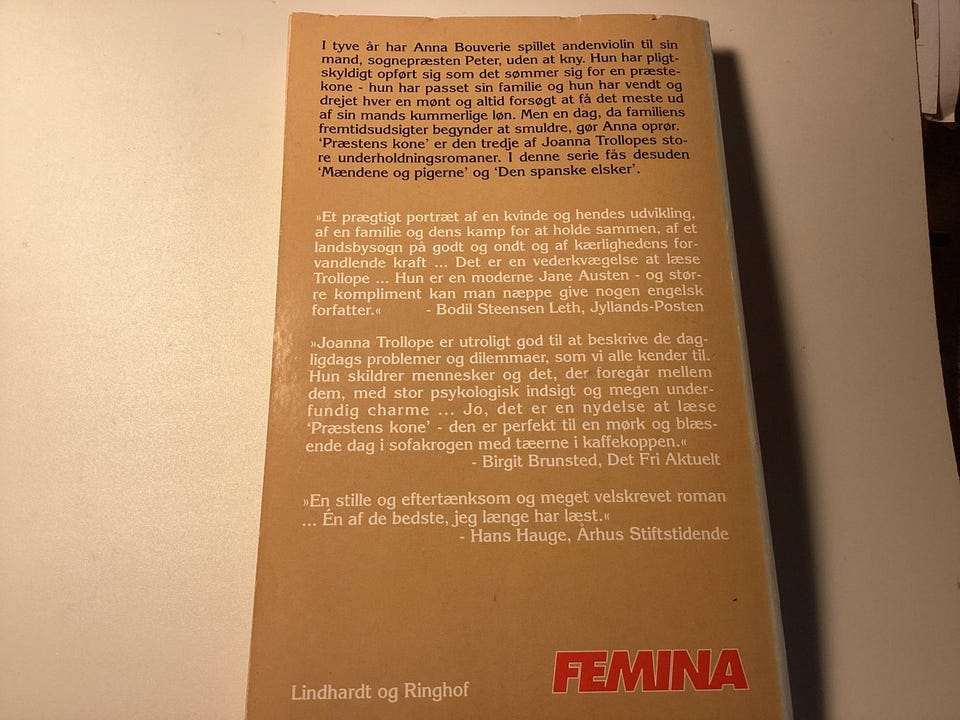 I tyve år har Anna Bouverie spillet andenviolin til sin
mand, sognepræsten Peter, uden at kny. Hun har pligt-
skyldigt opført sig som det sømmer sig for en præste-
kone - hun har passet sin familie og hun har vendt og
drejet hver en mønt og altid forsøgt at få det meste ud
af sin mands kummerlige løn. Men en dag, da familiens
fremtidsudsigter begynder at smuldre, gør Anna oprør.
'Præstens kone' er den tredje af Joanna Trollopes sto-
re underholdningsromaner. I denne serie fås desuden
'Mændene og pigerne' og 'Den spanske elsker'.
»Et prægtigt portræt af en kvinde og hendes udvikling,
af en familie og dens kamp for at holde sammen, af et
landsbysogn på godt og ondt og af kærlighedens for-
vandlende kraft ... Det er en vederkvægelse at læse
Trollope ... Hun er en moderne Jane Austen - og stør-
re kompliment kan man næppe give nogen engelsk
forfatter.« - Bodil Steensen Leth, Jyllands-Posten
»Joanna Trollope er utroligt god til at beskrive de dag-
ligdags problemer og dilemmaer, som vi alle kender til.
Hun skildrer mennesker og det, der foregår mellem
dem, med stor psykologisk indsigt og megen under-
fundig charme ... Jo, det er en nydelse at læse
'Præstens kone' - den er perfekt til en mørk og blæs-
ende dag i sofakrogen med tæerne i kaffekoppen.«
- Birgit Brunsted, Det Fri Aktuelt
»En stille og eftertænksom og meget velskrevet roman
... Én af de bedste, jeg længe har læst.«
- Hans Hauge, Århus Stiftstidende
Lindhardt og Ringhof
FEMINA